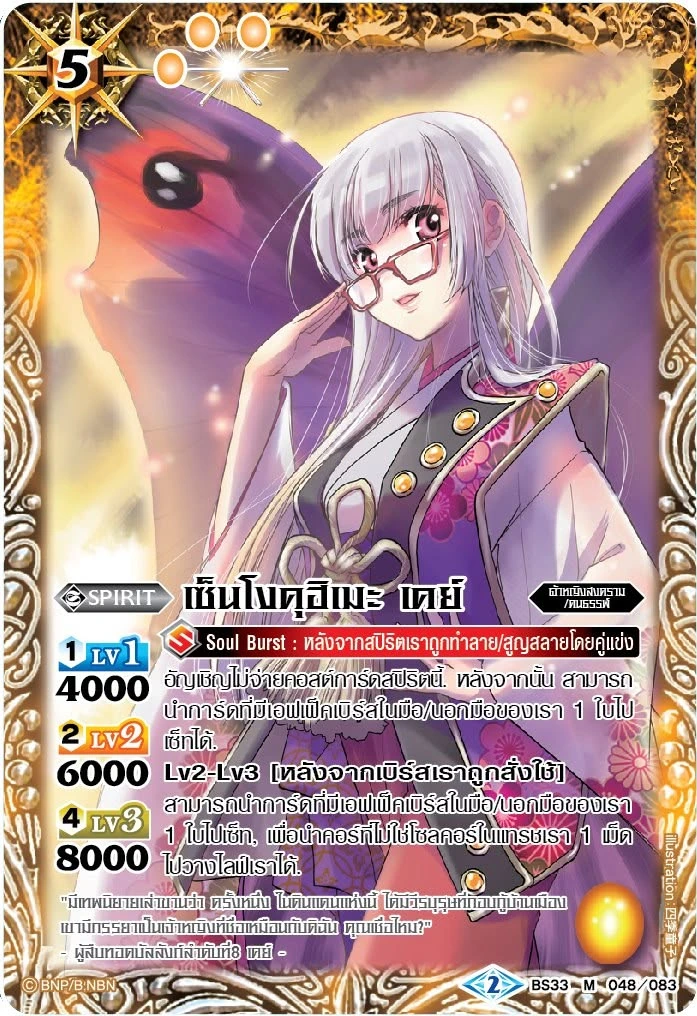 5
SPIRIT
เซ็นโงคุฮิเมะ เคย์
เจ้าหญิงสงคราม
/คนธรรพ์
S Soul Burst : หลังจากสปิริตเราถูกทำลาย/สูญสลายโดยคู่แข่ง
1 LV1
4000
2 LV2
6000
4 LV3
8000
อัญเชิญไม่จ่ายคอสต์การ์ดสปิริตนี้. หลังจากนั้น สามารถ
นำการ์ดที่มีเอฟเฟ็คเบิร์สในมือ/นอกมือของเรา 1 ใบไป
เซ็ทได้.
Lv2-Lv3 [หลังจากเบิร์สเราถูกสั่งใช้]
สามารถนำการ์ดที่มีเอฟเฟ็คเบิร์สในมือ/นอกมือของเรา
1 ใบไปเซ็ท, เพื่อนำคอร์ที่ไม่ใช่โซลคอร์ในแทรชเรา 1 เม็ด
ไปวางไลฟ์เราได้.
"มีเทพนิยายเล่าขานว่า ครั้งหนึ่ง ในดินแดนแห่งนี้ ได้มีวีรบุรุษที่กอบกู้บ้านเมือง
เขามีภรรยาเป็นเจ้าหญิงที่ชื่อเหมือนกับดิฉัน คุณเชื่อไหม?"
- ผู้สืบทอดบัลลังก์ลำดับที่8 เคย์ -
illustration : 四季童子
©BNP/B,NBN
2
BS33 M 048/083